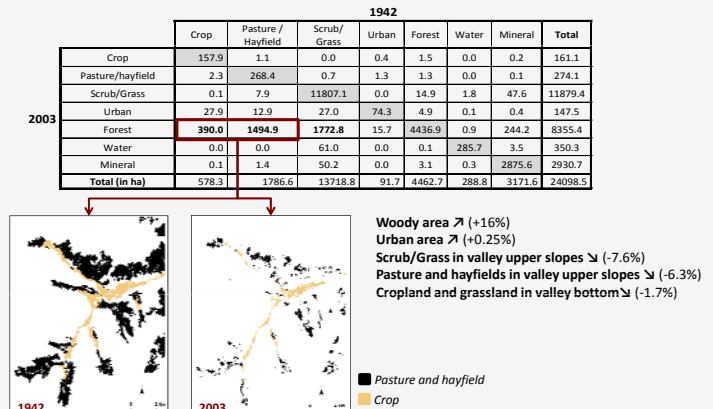 1942
Crop Pasture / Hayfield Scrub/ Grass Urban Forest Water Mineral Total
Crop 157.9 1.1 0.0 0.4 1.5 0.0 0.2 161.1
Pasture/hayfield 2.3 268.4 0.7 1.3 1.3 0.0 0.1 274.1
Scrub/Grass 0.1 7.9 11807.1 0.0 14.9 1.8 47.6 11879.4
Urban 27.9 12.9 27.0 74.3 4.9 0.1 0.4 147.5
2003
Forest 390.0 1494.9 1772.8 15.7 4436.9 0.9 244.2 8355.4
Water 0.0 0.0 61.0 0.0 0.1 285.7 3.5 350.3
Mineral 0.1 1.4 50.2 0.0 3.1 0.3 2875.6 2930.7
Total (in ha) 578.3 1786.6 13718.8 91.7 4462.7 288.8 3171.6 24098.5
Woody area ↗ (+16%)
Urban area ↗ (+0.25%)
Scrub/Grass in valley upper slopes ↘ (-7.6%)
Pasture and hayfields in valley upper slopes ↘ (-6.3%)
Cropland and grassland in valley bottom↘ (-1.7%)
1942
2003
Pasture and hayfield
Crop